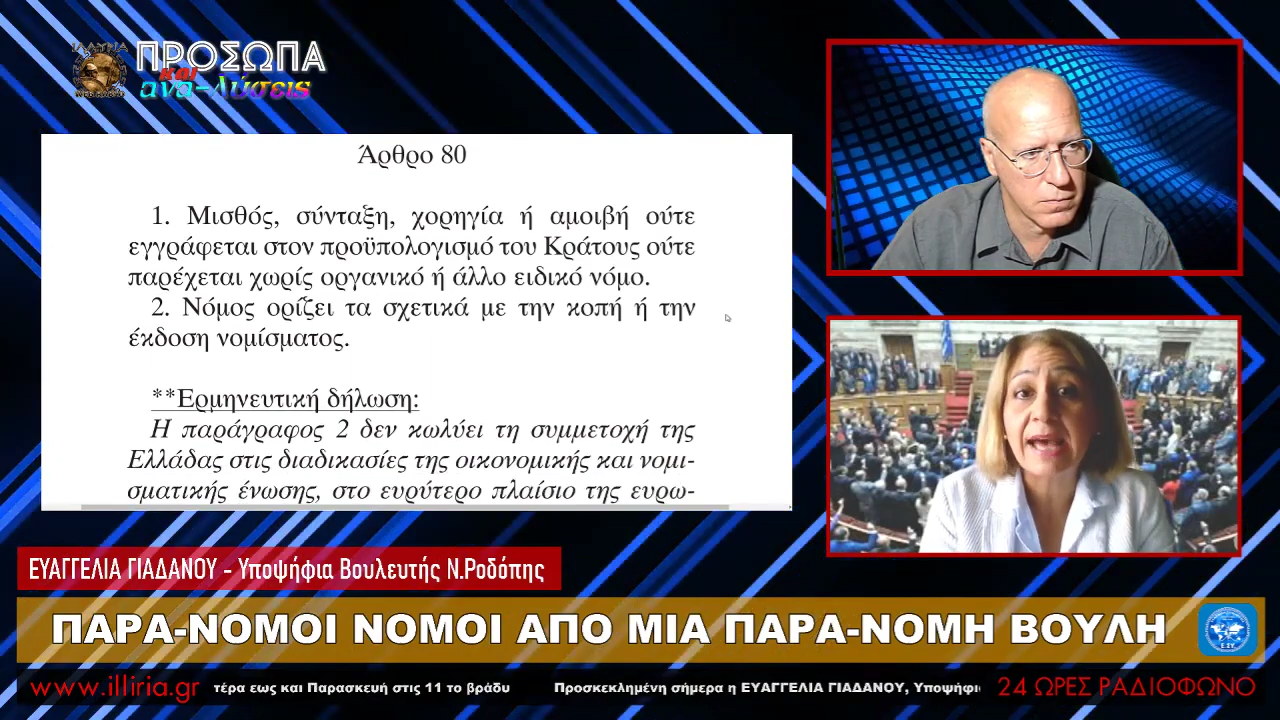 ΙΛΛΥΡΙΑ
WEB RADIO
ΠΡΟΣΩΠΑ
και
ανα-λύσεις
Άρθρο 80
1. Μισθός, σύνταξη, χορηγία ή αμοιβή ούτε
εγγράφεται στον προϋπολογισμό του Κράτους ούτε
παρέχεται χωρίς οργανικό ή άλλο ειδικό νόμο.
2. Νόμος ορίζει τα σχετικά με την κοπή ή την
έκδοση νομίσματος.
**Ερμηνευτική δήλωση:
Η παράγραφος 2 δεν κωλύει τη συμμετοχή της
Ελλάδας στις διαδικασίες της οικονομικής και νομι-
σματικής ένωσης, στο ευρύτερο πλαίσιο της ευρω-
ΕΥΑΓΓΕΛΙΑ ΓΙΑΔΑΝΟΥ - Υποψήφια Βουλευτής Ν.Ροδόπης
ΠΑΡΑ-ΝΟΜΟΙ ΝΟΜΟΙ ΑΠΟ ΜΙΑ ΠΑΡΑ-ΝΟΜΗ ΒΟΥΛΗ
Ε.ΣΥ.
www.illiria.gr
τέρα εως και Παρασκευή στις 11 το βράδυ Προσκεκλημένη σήμερα η ΕΥΑΓΓΕΛΙΑ ΓΙΑΔΑΝΟΥ, Υποψήφι
24 ΩΡΕΣ ΡΑΔΙΟΦΩΝΟ